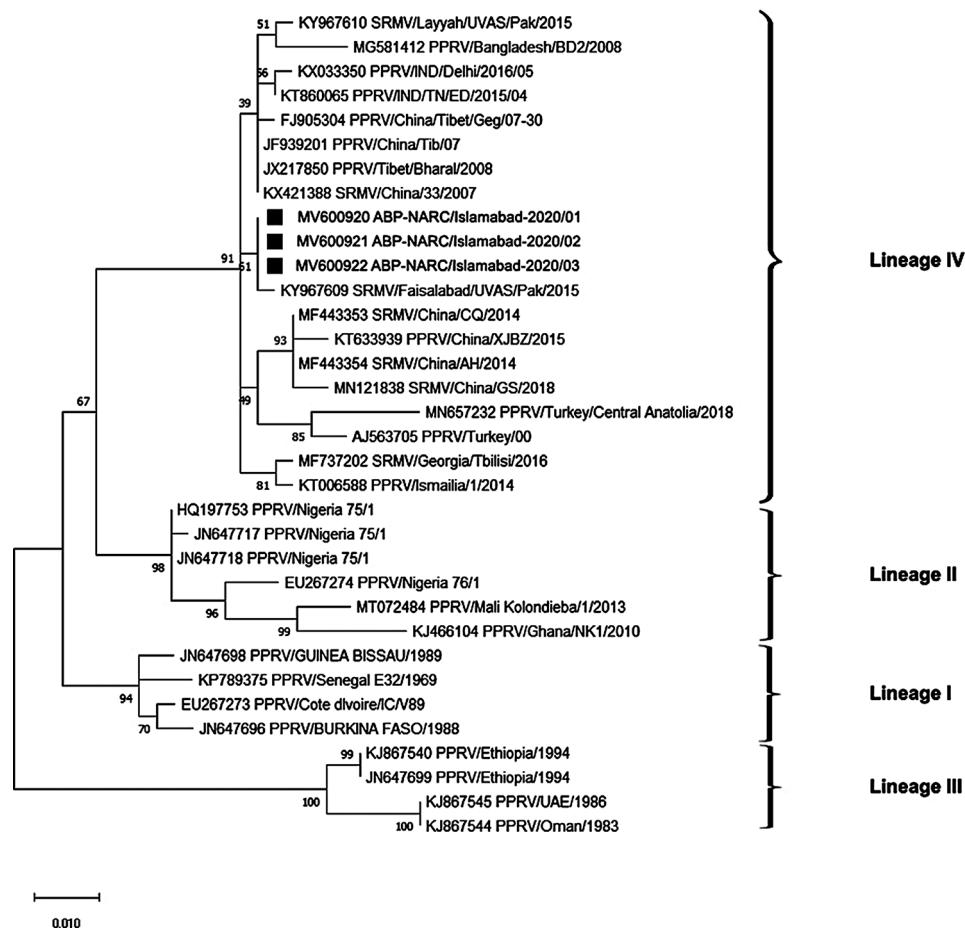 51
KY967610 SRMV/Layyah/UVAS/Pak/2015
MG581412 PPRV/Bangladesh/BD2/2008
56
KX033350 PPRV/IND/Delhi/2016/05
KT860065 PPRV/IND/TN/ED/2015/04
39
FJ905304 PPRV/China/Tibet/Geg/07-30
JF939201 PPRV/China/Tib/07
JX217850 PPRV/Tibet/Bharal/2008
KX421388 SRMV/China/33/2007
MV600920 ABP-NARC/Islamabad-2020/01
MV600921 ABP-NARC/Islamabad-2020/02
91
51
MV600922 ABP-NARC/Islamabad-2020/03
Lineage IV
KY967609 SRMV/Faisalabad/UVAS/Pak/2015
MF443353 SRMV/China/CQ/2014
93
KT633939 PPRV/China/XJBZ/2015
MF443354 SRMV/China/AH/2014
MN121838 SRMV/China/GS/2018
49
67
MN657232 PPRV/Turkey/Central Anatolia/2018
85
AJ563705 PPRV/Turkey/00
MF737202 SRMV/Georgia/Tbilisi/2016
81
KT006588 PPRV/Ismailia/1/2014
HQ197753 PPRV/Nigeria 75/1
JN647717 PPRV/Nigeria 75/1
JN647718 PPRV/Nigeria 75/1
98
Lineage II
EU267274 PPRV/Nigeria 76/1
96
MT072484 PPRV/Mali Kolondieba/1/2013
99
KJ466104 PPRV/Ghana/NK1/2010
JN647698 PPRV/GUINEA BISSAU/1989
KP789375 PPRV/Senegal E32/1969
94
Lineage I
EU267273 PPRV/Cote dIvoire/IC/V89
70
JN647696 PPRV/BURKINA FASO/1988
99
KJ867540 PPRV/Ethiopia/1994
JN647699 PPRV/Ethiopia/1994
Lineage III
100
KJ867545 PPRV/UAE/1986
100
KJ867544 PPRV/Oman/1983
0.010